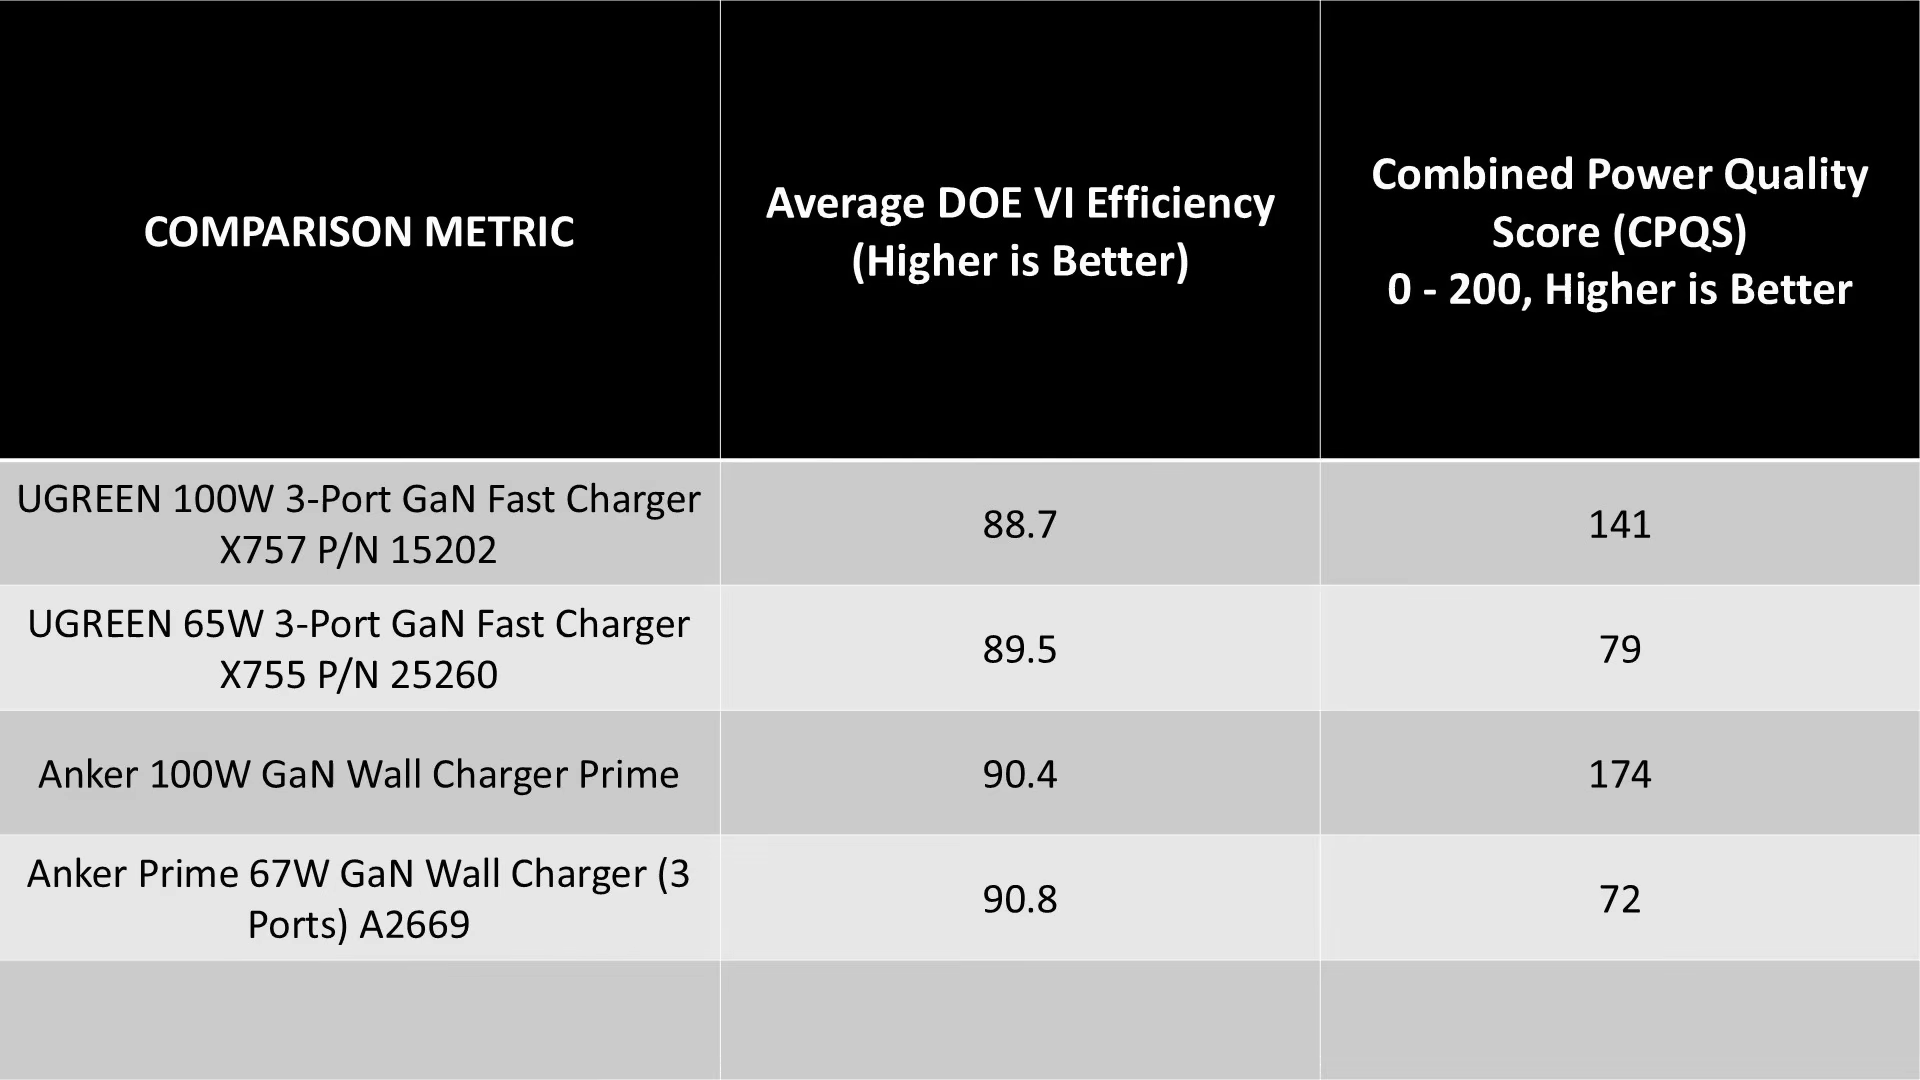 COMPARISON METRIC
Average DOE VI Efficiency
(Higher is Better)
Combined Power Quality
Score (CPQS)
0 - 200, Higher is Better
UGREEN 100W 3-Port GaN Fast Charger
X757 P/N 15202
88.7
141
UGREEN 65W 3-Port GaN Fast Charger
X755 P/N 25260
89.5
79
Anker 100W GaN Wall Charger Prime
90.4
174
Anker Prime 67W GaN Wall Charger (3
Ports) A2669
90.8
72